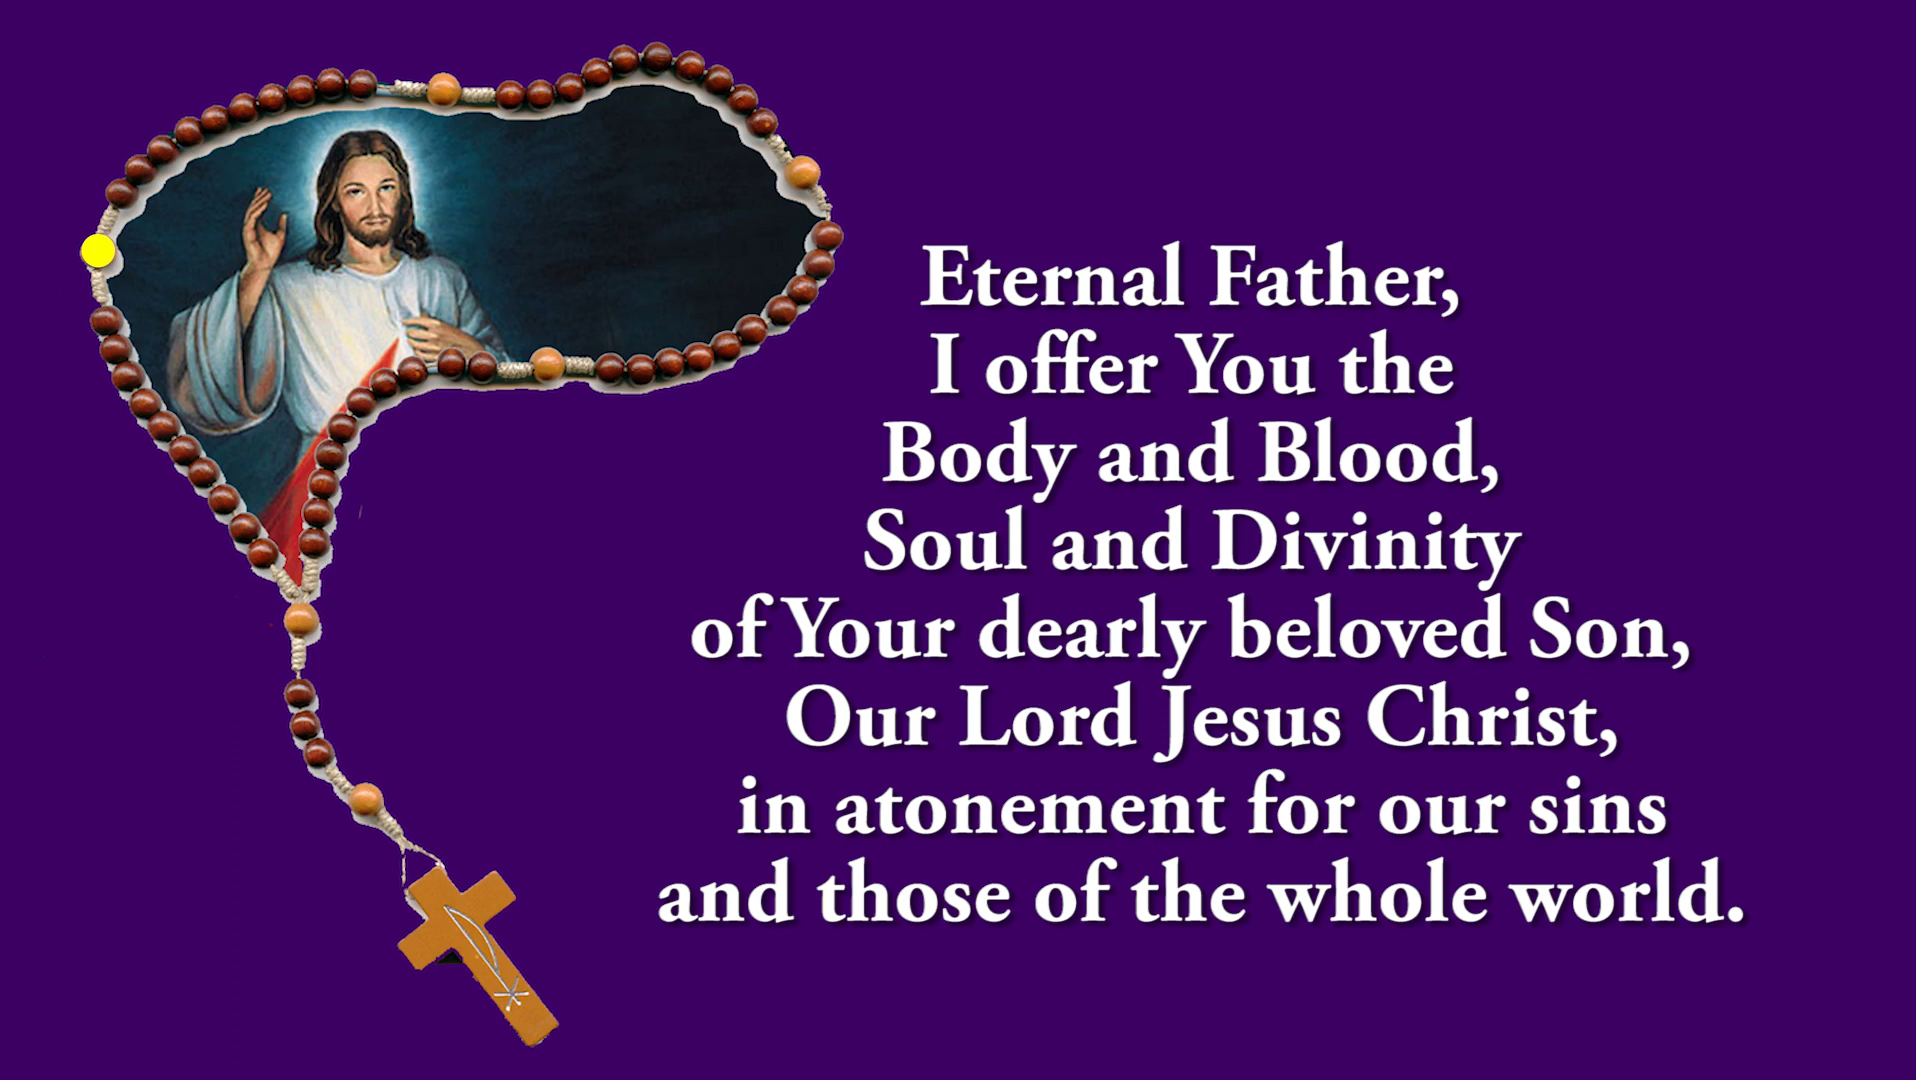 Eternal Father,
I offer You the
Body and Blood,
Soul and Divinity
of Your dearly beloved Son,
Our Lord Jesus Christ,
in atonement for our sins
and those of the whole world.